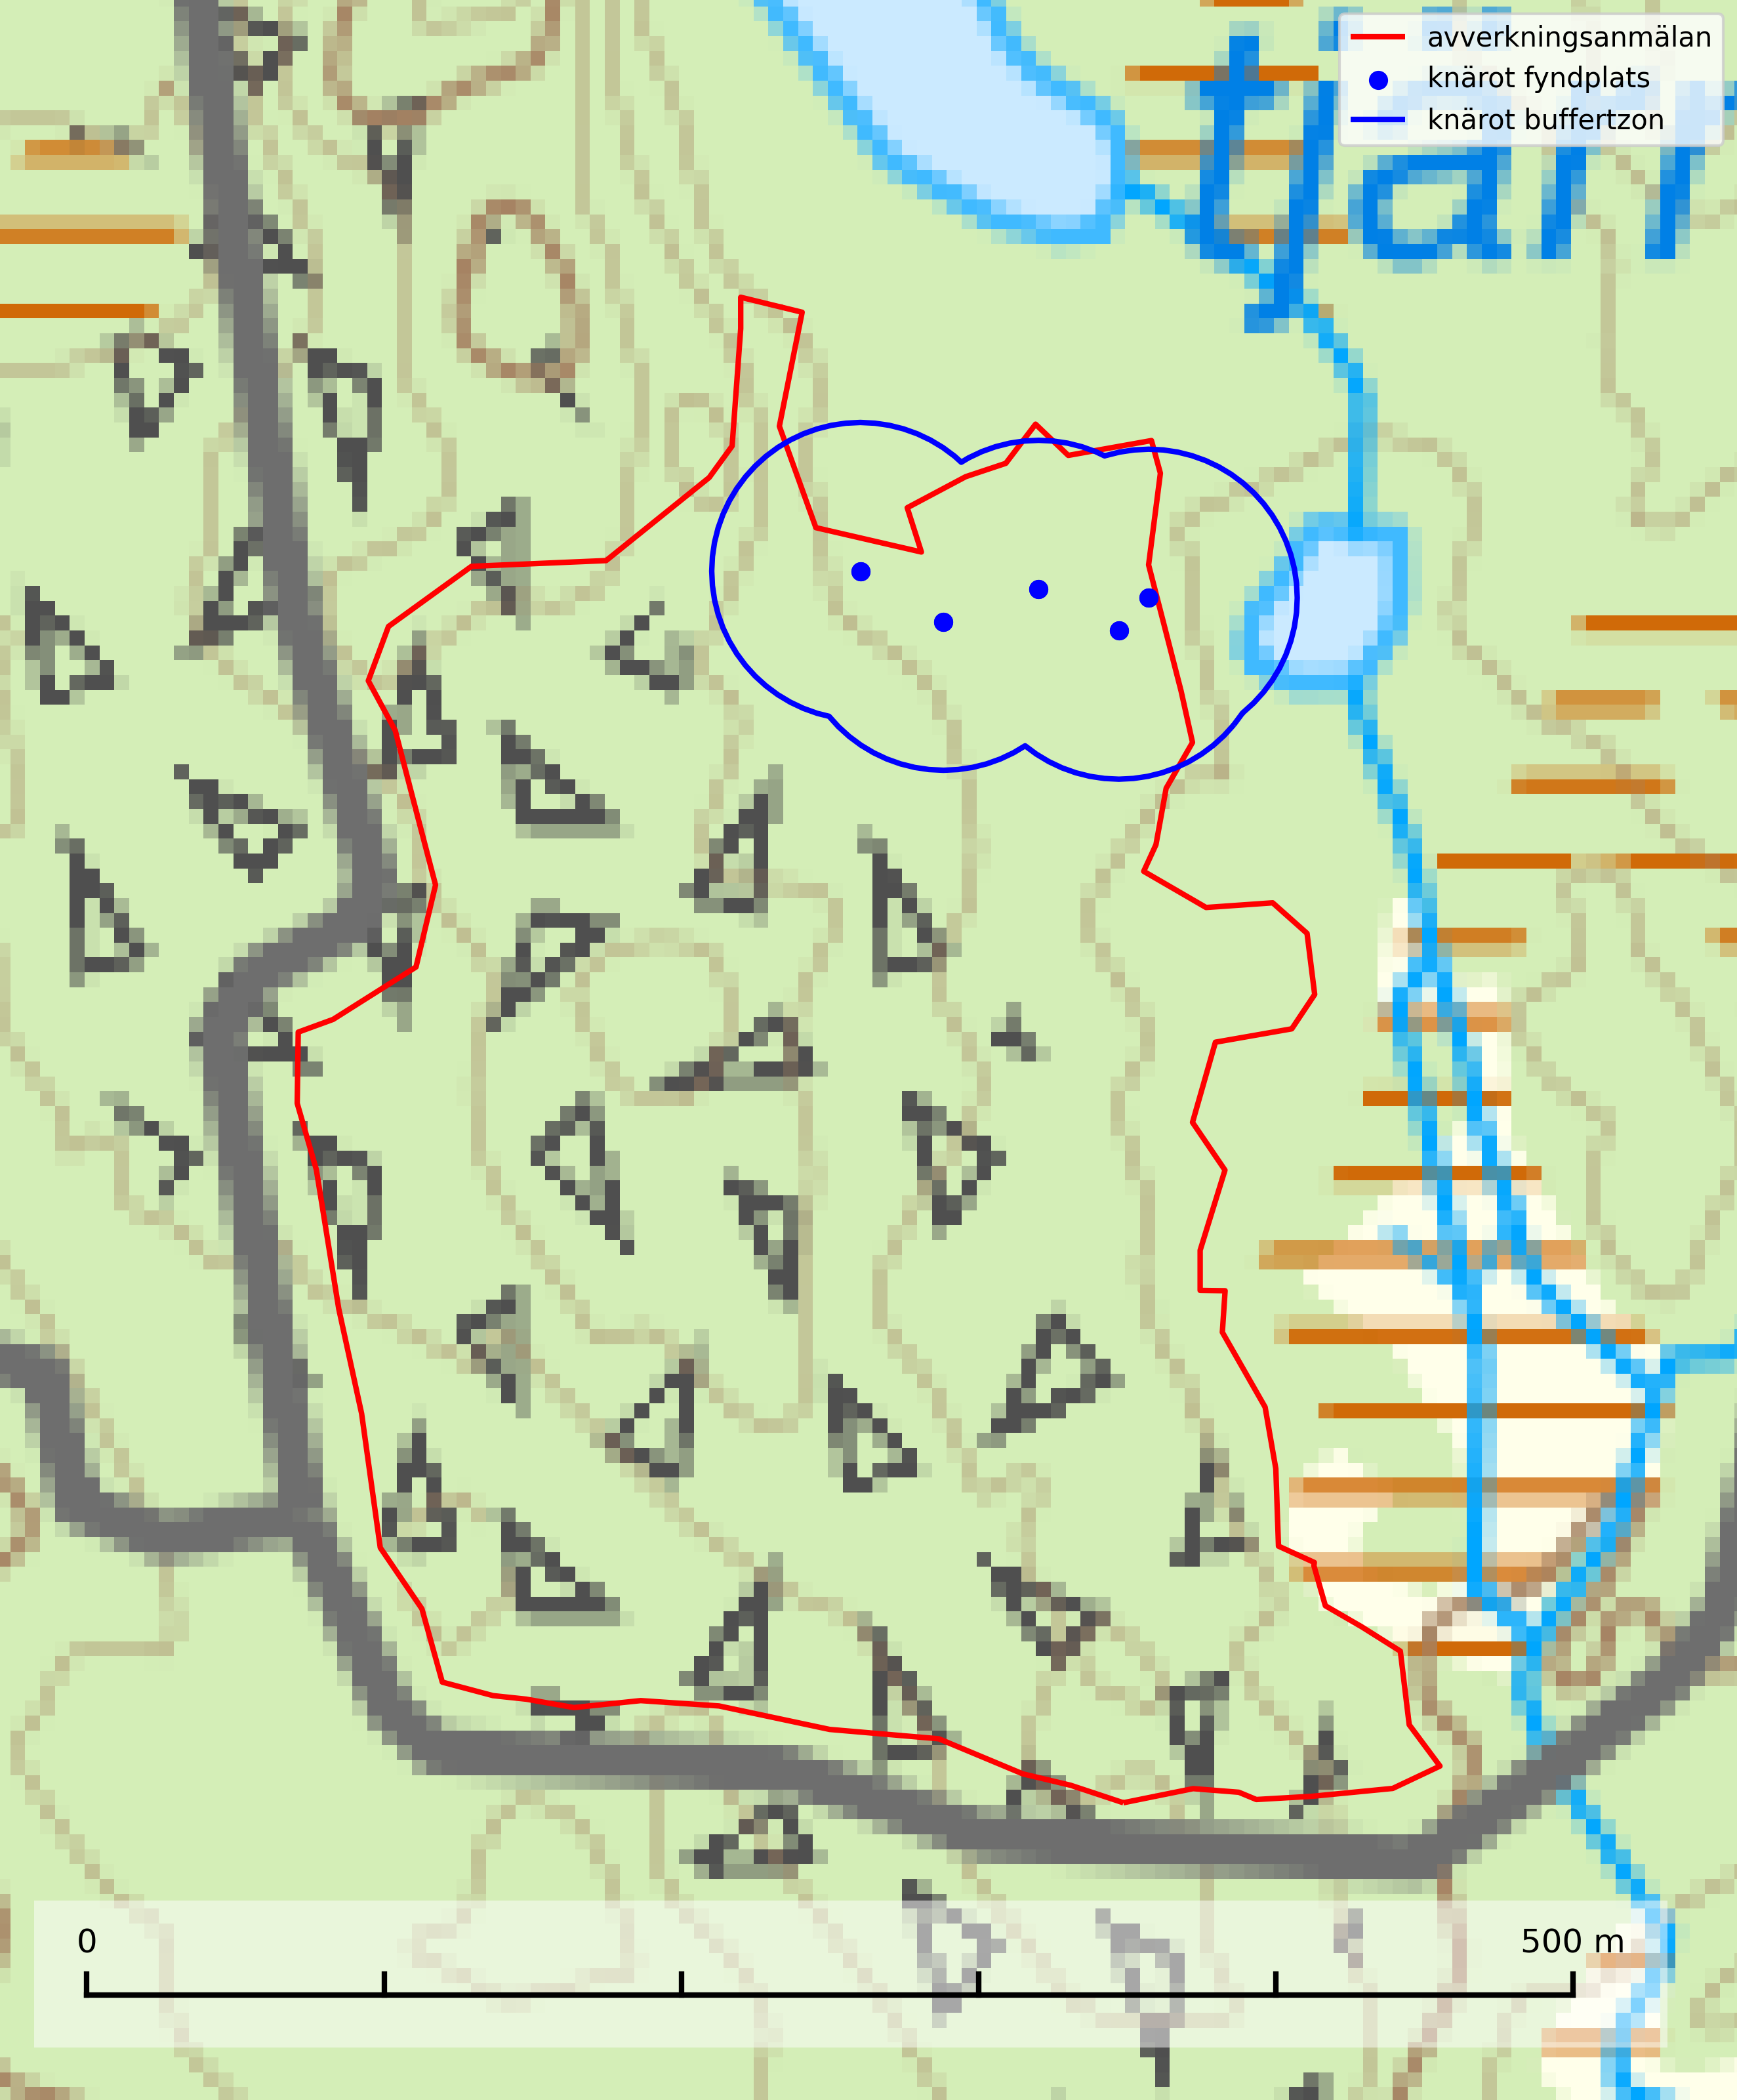 avverkningsanmälan
knärot fyndplats
knärot buffertzon
0
500 m